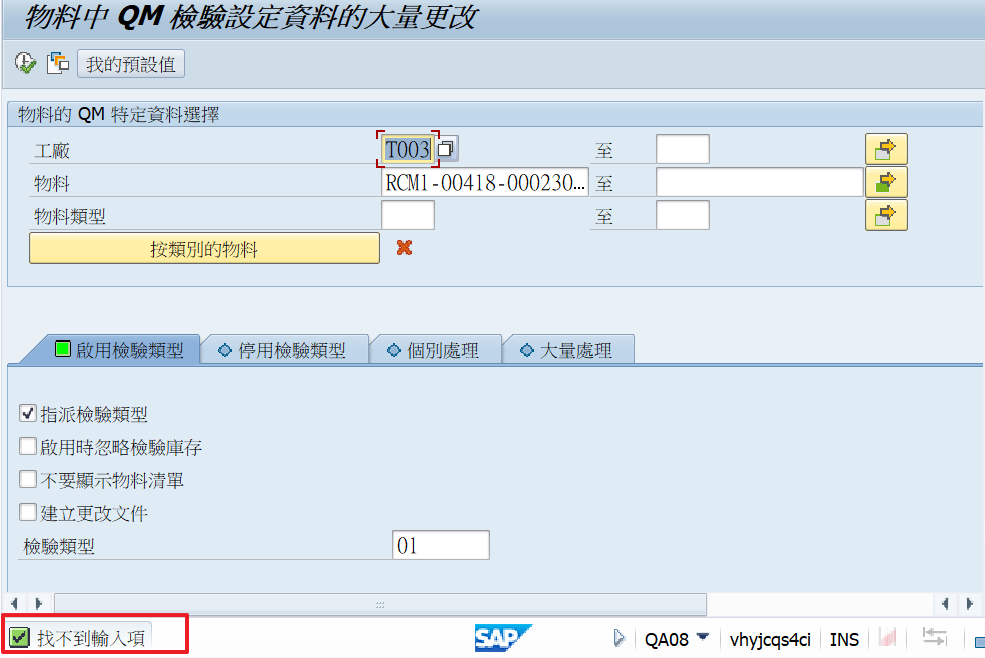 物料中 QM 檢驗設定資料的大量更改
我的預設值
物料的 QM 特定資料選擇
工廠 T003 至
物料 RCM1-00418-000230... 至
物料類型 至
按類別的物料
啟用檢驗類型 停用檢驗類型 個別處理 大量處理
指派檢驗類型
啟用時忽略檢驗庫存
不要顯示物料清單
建立更改文件
檢驗類型 01
找不到輸入項 SAP QA08 vhyjcqs4ci INS